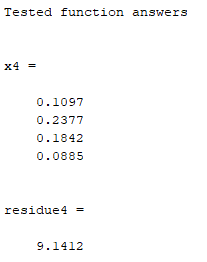 Tested function answers
x4 =
0.1097
0.2377
0.1842
0.0885
residue4 =
9.1412